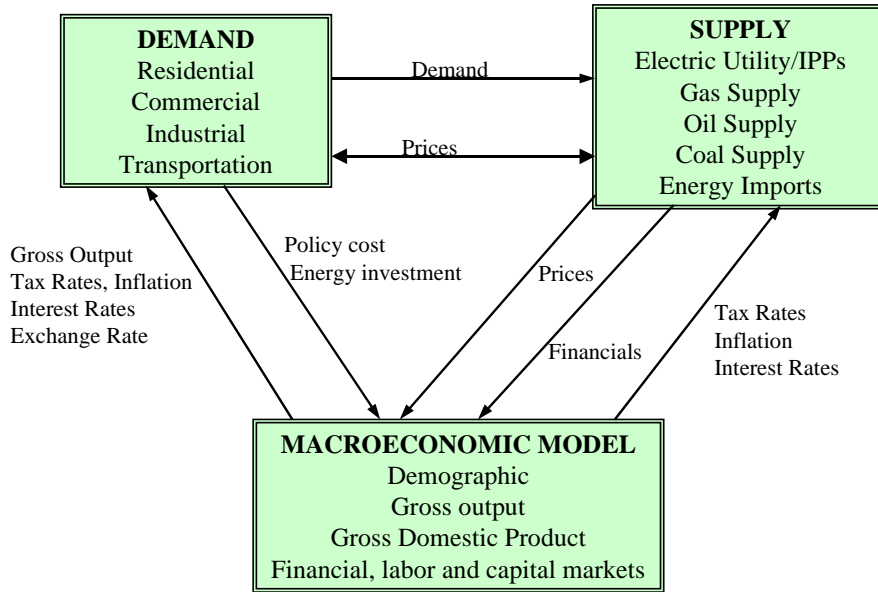 DEMAND
Residential
Commercial
Industrial
Transportation
Demand
Prices
SUPPLY
Electric Utility/IPPs
Gas Supply
Oil Supply
Coal Supply
Energy Imports
Gross Output
Tax Rates, Inflation
Interest Rates
Exchange Rate
Policy cost
Energy investment
Prices
Financials
Tax Rates
Inflation
Interest Rates
MACROECONOMIC MODEL
Demographic
Gross output
Gross Domestic Product
Financial, labor and capital markets